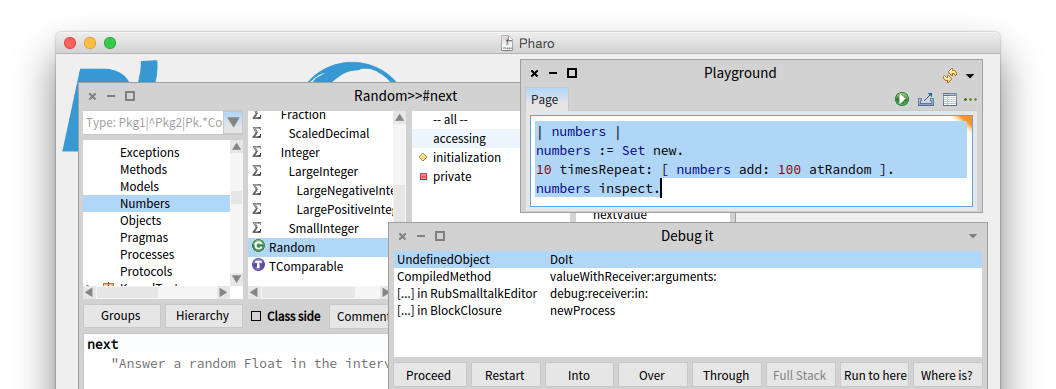 Pharo
Playground
Page
| numbers |
numbers := Set new.
10 timesRepeat: [ numbers add: 100 atRandom ].
numbers inspect.
Random>>#next
Type: Pkg1|^Pkg2|Pk.*Co
Exceptions
Methods
Models
Numbers
Objects
Pragmas
Processes
Protocols
Fraction
ScaledDecimal
Integer
LargeInteger
LargeNegativeInte
LargePositiveInteg
SmallInteger
Random
TComparable
-- all --
accessing
initialization
private
nextValue
Groups
Hierarchy
Class side
Commen
next
"Answer a random Float in the interv
Debug it
UndefinedObject DoIt
CompiledMethod valueWithReceiver:arguments:
[...] in RubSmalltalkEditor debug:receiver:in:
[...] in BlockClosure newProcess
Proceed
Restart
Into
Over
Through
Full Stack
Run to here
Where is?